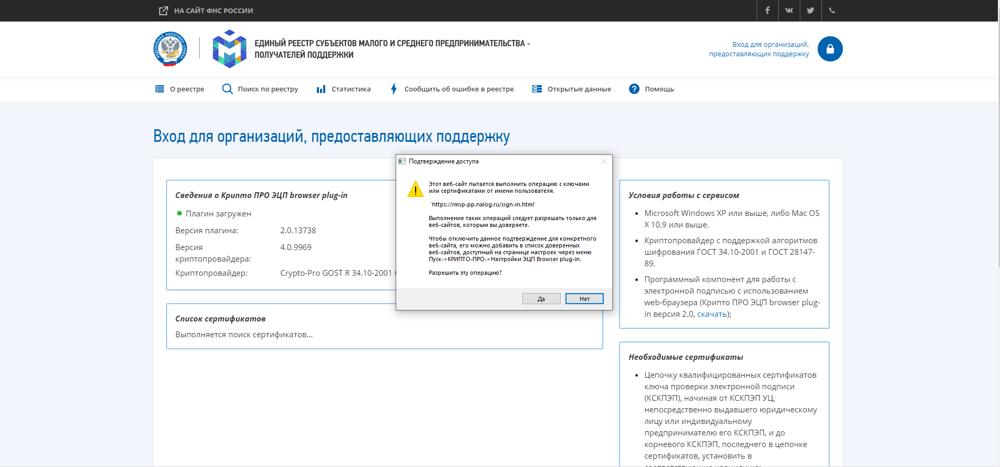 НА САЙТ ФНС РОССИИ
ЕДИНЫЙ РЕЕСТР СУБЪЕКТОВ МАЛОГО И СРЕДНЕГО ПРЕДПРИНИМАТЕЛЬСТВА -
ПОЛУЧАТЕЛЕЙ ПОДДЕРЖКИ
Вход для организаций,
предоставляющих поддержку
О реестре
Поиск по реестру
Статистика
Сообщить об ошибке в реестре
Открытые данные
Помощь
Вход для организаций, предоставляющих поддержку
Подтверждение доступа
Этот веб-сайт пытается выполнить операцию с ключами
или сертификатами от имени пользователя.
'https://rmsp-pp.nalog.ru/sign-in.html'
Выполнение таких операций следует разрешать только для
веб-сайтов, которым вы доверяете.
Чтобы отключить данное подтверждение для конкретного
веб-сайта, его можно добавить в список доверенных
веб-сайтов, доступный на странице настроек через меню
Пуск->КРИПТО-ПРО->Настройки ЭЦП Browser plug-in.
Разрешить эту операцию?
Да
Нет
Сведения о Крипто ПРО ЭЦП browser plug-in
Плагин загружен
Версия плагина: 2.0.13738
Версия 4.0.9969
криптопровайдера:
Криптопровайдер: Crypto-Pro GOST R 34.10-2001
Список сертификатов
Выполняется поиск сертификатов...
Условия работы с сервисом
• Microsoft Windows XP или выше, либо Mac OS
X 10.9 или выше.
• Криптопровайдер с поддержкой алгоритмов
шифрования ГОСТ 34.10-2001 и ГОСТ 28147-
89.
• Программный компонент для работы с
электронной подписью с использованием
web-браузера (Крипто ПРО ЭЦП browser plug-
in версия 2.0, скачать);
Необходимые сертификаты
• Цепочку квалифицированных сертификатов
ключа проверки электронной подписи
(КСКПЭП), начиная от КСКПЭП УЦ,
непосредственно выдавшего юридическому
лицу или индивидуальному
предпринимателю его КСКПЭП, и до
корневого КСКПЭП, последнего в цепочке
сертификатов, установить в